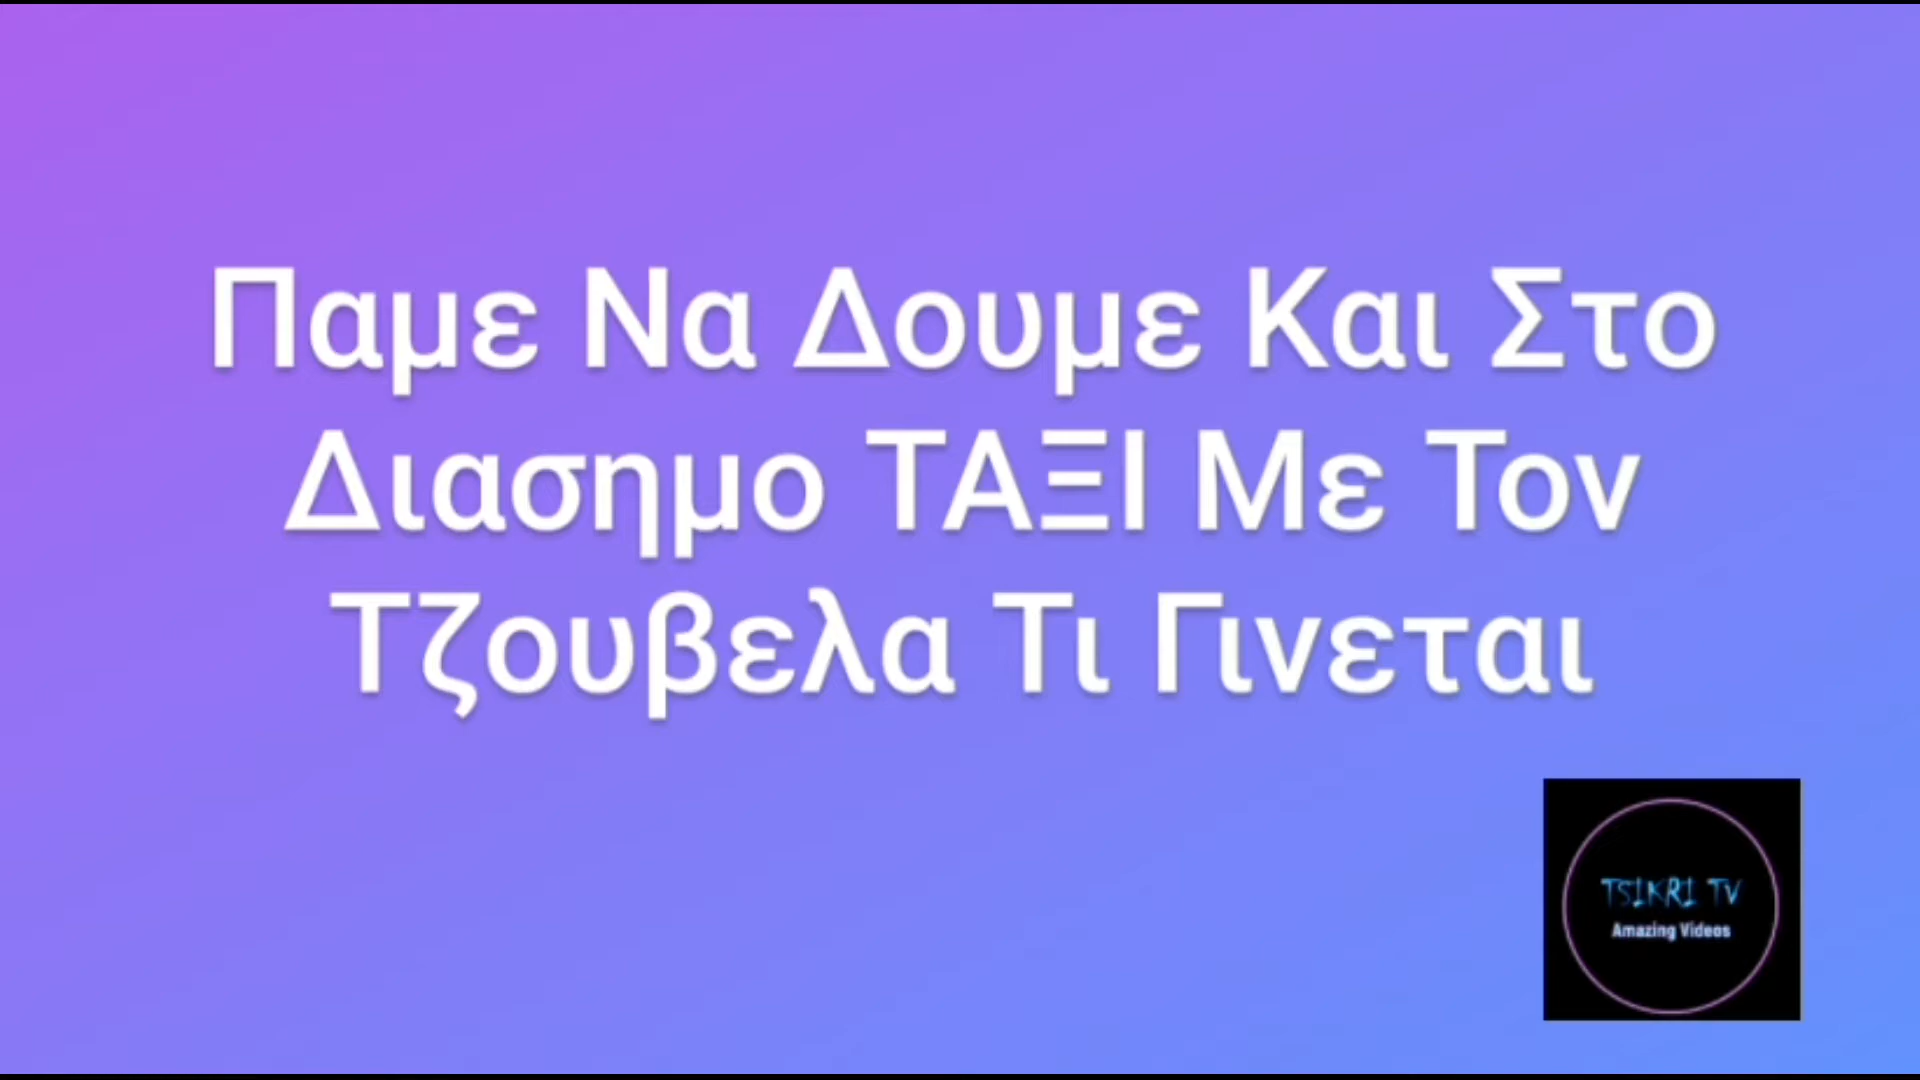 Παμε Να Δουμε Και Στο
Διασημο ΤΑΞΙ Με Τον
Τζουβελα Τι Γινεται
TSIKRI TV
Amazing Videos